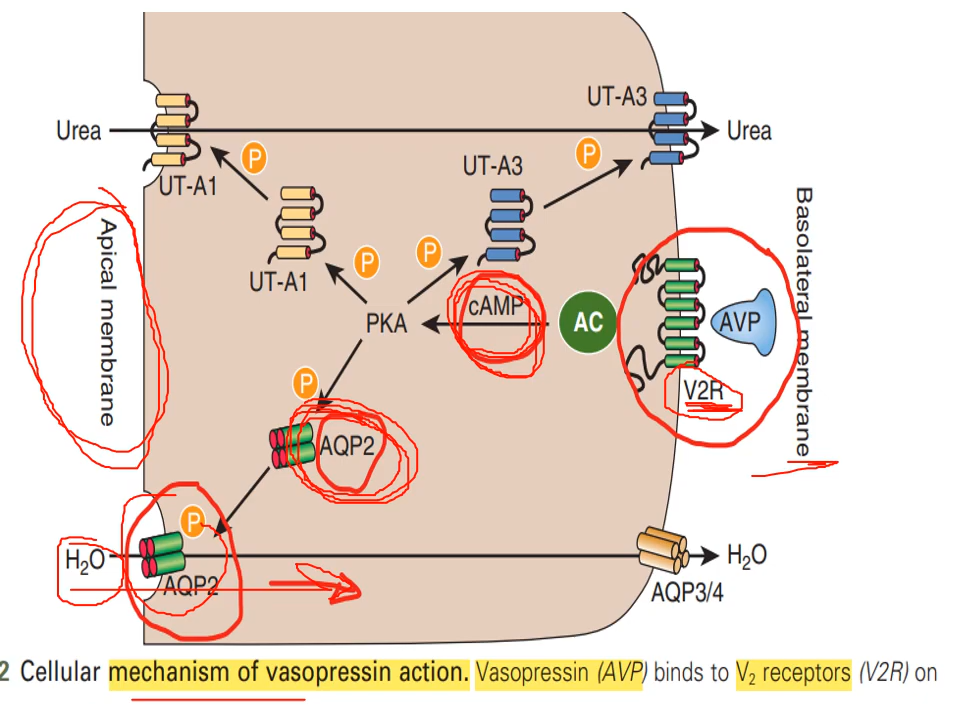 UT-A3
Urea
Urea
P
P
UT-A1
UT-A3
UT-A1
P
P
Apical membrane
Basolateral membrane
cAMP
PKA
AC
AVP
V2R
P
AQP2
P
H₂O
H₂O
AQP2
AQP3/4
2 Cellular mechanism of vasopressin action. Vasopressin (AVP) binds to V₂ receptors (V2R) on